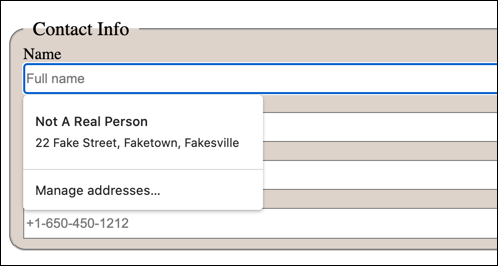 Contact Info
Name
Full name
Not A Real Person
22 Fake Street, Faketown, Fakesville
Manage addresses...
+1-650-450-1212